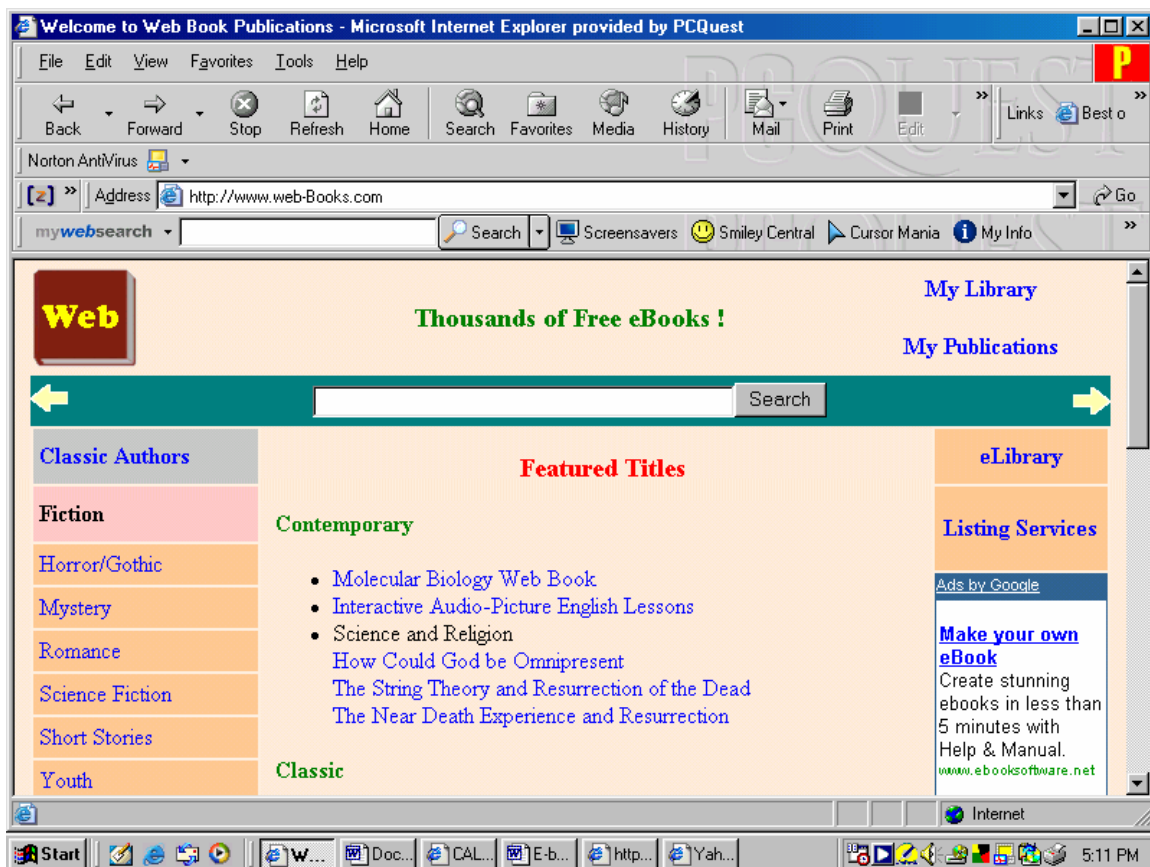 Welcome to Web Book Publications - Microsoft Internet Explorer provided by PCQuest
File Edit View Favorites Tools Help
P
PCQUEST
Back Forward Stop Refresh Home Search Favorites Media History Mail Print Edit » Links Best o »
Norton AntiVirus
[z] » Address http://www.web-Books.com Go
mywebsearch Search Screensavers Smiley Central Cursor Mania My Info »
Web
Thousands of Free eBooks !
My Library
My Publications
Search
Classic Authors
Fiction
Horror/Gothic
Mystery
Romance
Science Fiction
Short Stories
Youth
Featured Titles
Contemporary
• Molecular Biology Web Book
• Interactive Audio-Picture English Lessons
• Science and Religion
How Could God be Omnipresent
The String Theory and Resurrection of the Dead
The Near Death Experience and Resurrection
Classic
eLibrary
Listing Services
Ads by Google
Make your own
eBook
Create stunning
ebooks in less than
5 minutes with
Help & Manual.
www.ebooksoftware.net
Internet
Start W... Doc... CAL... E-b... http... Yah... 5:11 PM